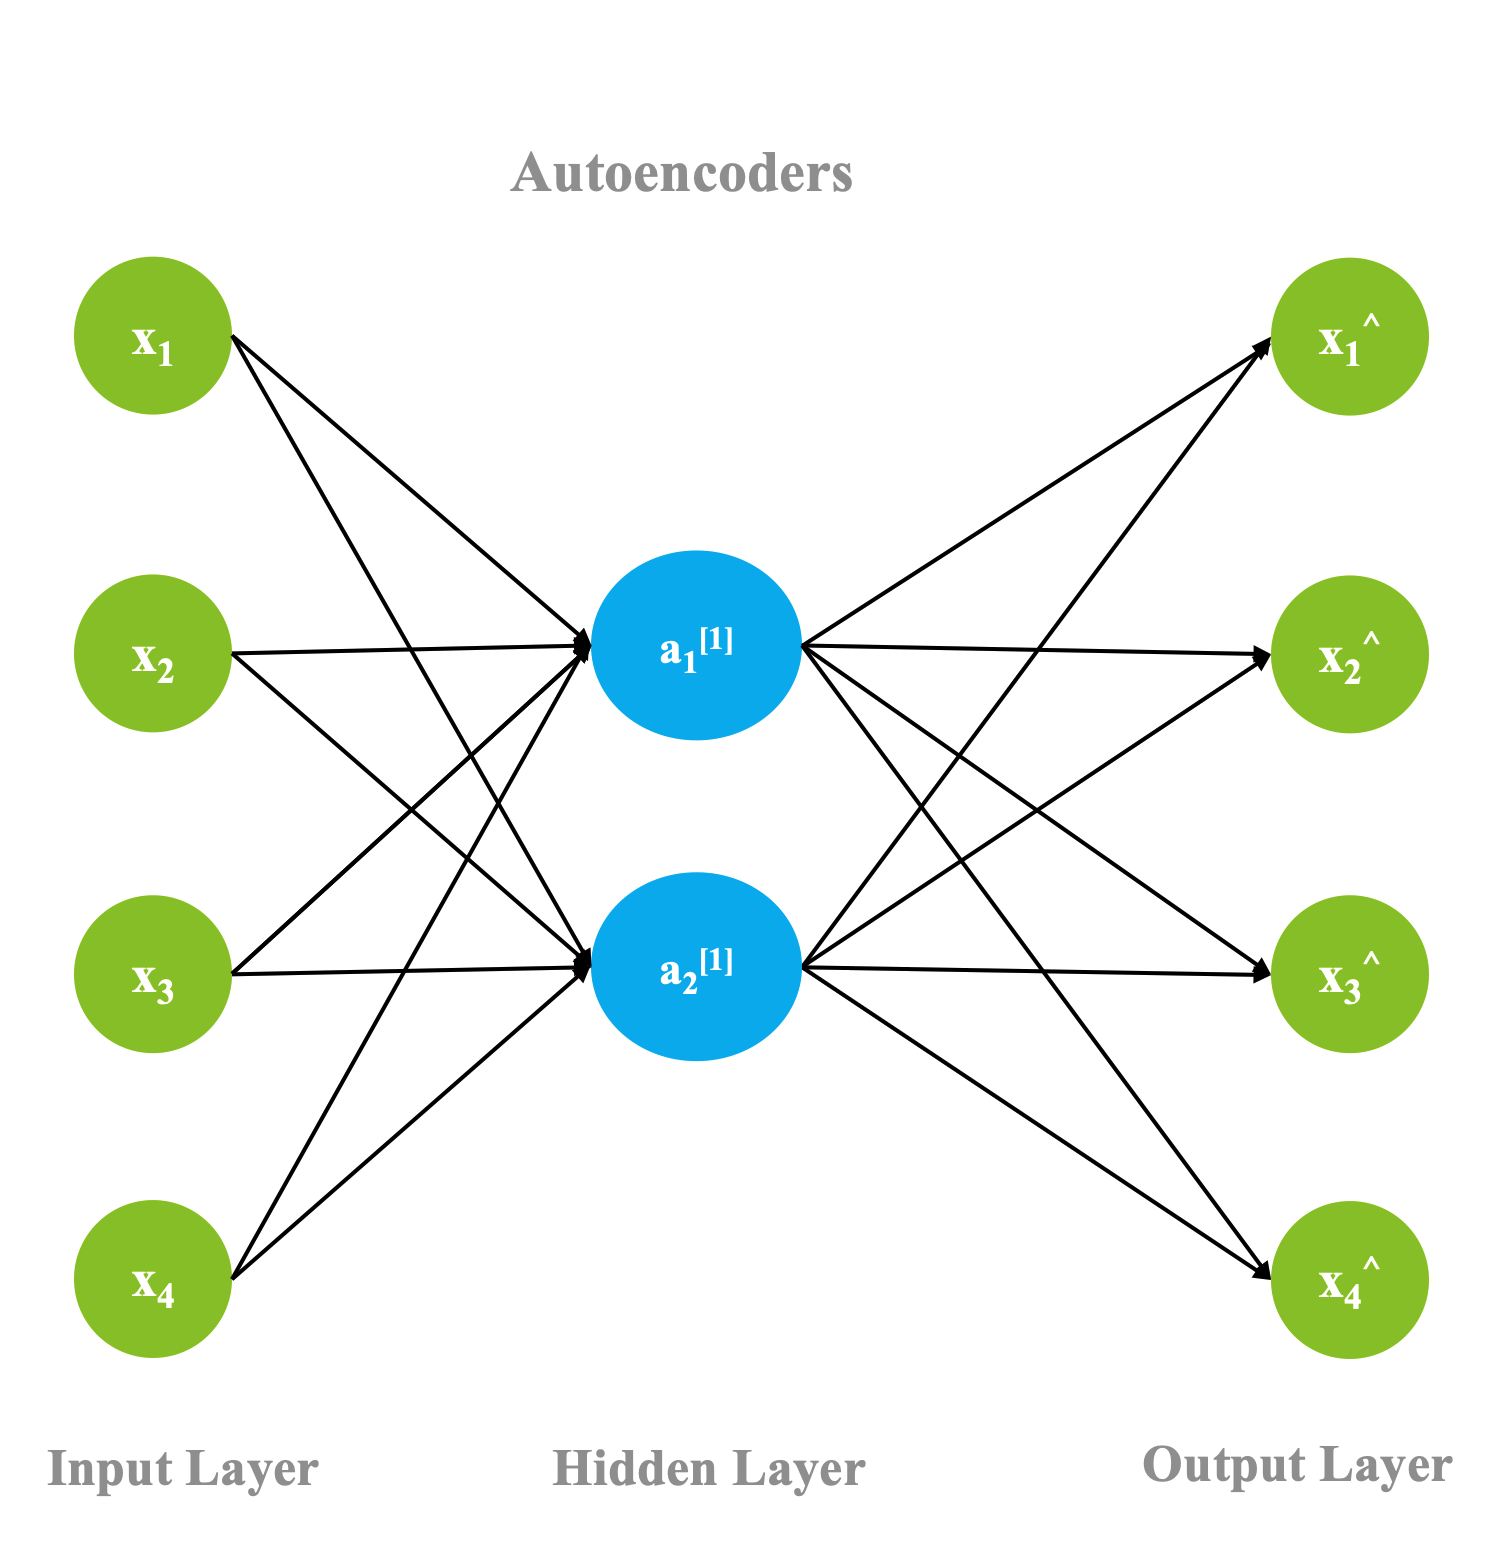 Autoencoders
x₁
x₁^
x₂
a₁[1]
x₂^
x₃
a₂[1]
x₃^
x₄
x₄^
Input Layer
Hidden Layer
Output Layer